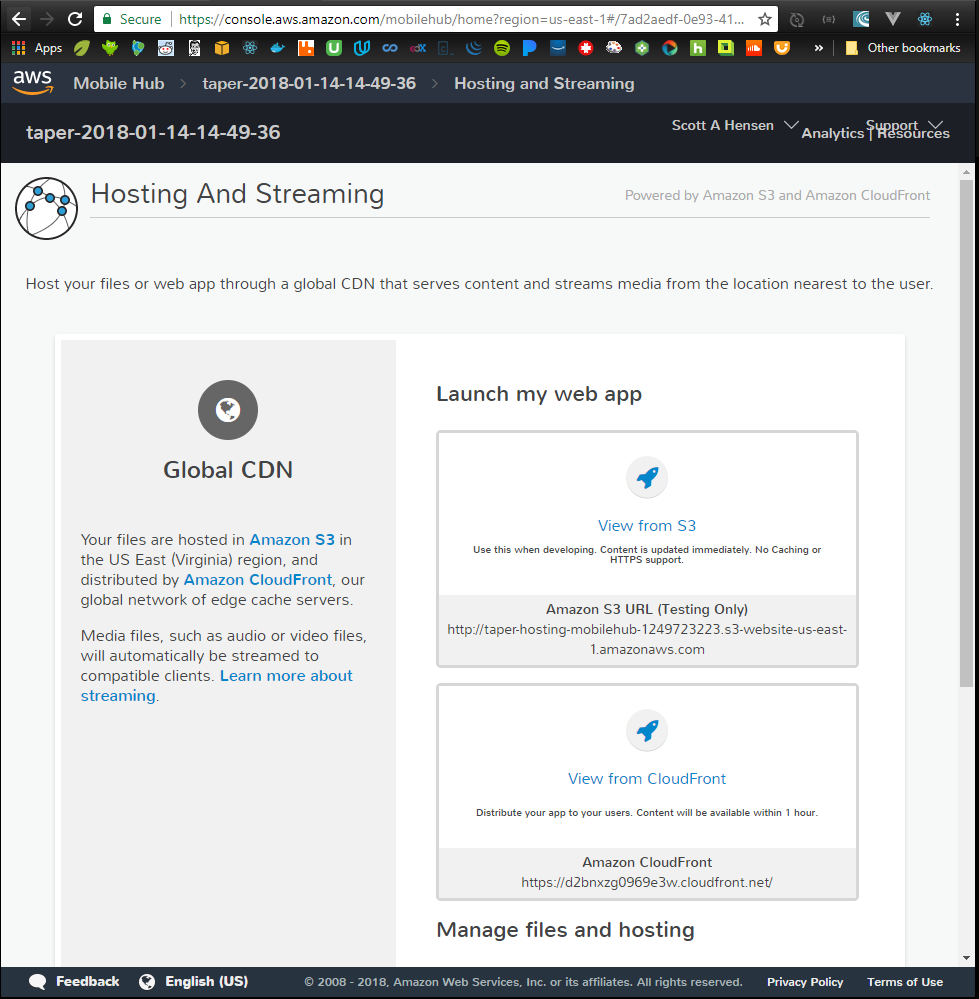 Secure
https://console.aws.amazon.com/mobilehub/home?region=us-east-1#/7ad2aedf-0e93-41...
Apps
Other bookmarks
aws Mobile Hub > taper-2018-01-14-14-49-36 > Hosting and Streaming
taper-2018-01-14-14-49-36
Scott A Hensen
Support
Analytics | Resources
Hosting And Streaming
Powered by Amazon S3 and Amazon CloudFront
Host your files or web app through a global CDN that serves content and streams media from the location nearest to the user.
Global CDN
Your files are hosted in Amazon S3 in
the US East (Virginia) region, and
distributed by Amazon CloudFront, our
global network of edge cache servers.
Media files, such as audio or video files,
will automatically be streamed to
compatible clients. Learn more about
streaming.
Launch my web app
View from S3
Use this when developing. Content is updated immediately. No Caching or
HTTPS support.
Amazon S3 URL (Testing Only)
http://taper-hosting-mobilehub-1249723223.s3-website-us-east-
1.amazonaws.com
View from CloudFront
Distribute your app to your users. Content will be available within 1 hour.
Amazon CloudFront
https://d2bnxzg0969e3w.cloudfront.net/
Manage files and hosting
Feedback
English (US)
© 2008 - 2018, Amazon Web Services, Inc. or its affiliates. All rights reserved.
Privacy Policy
Terms of Use